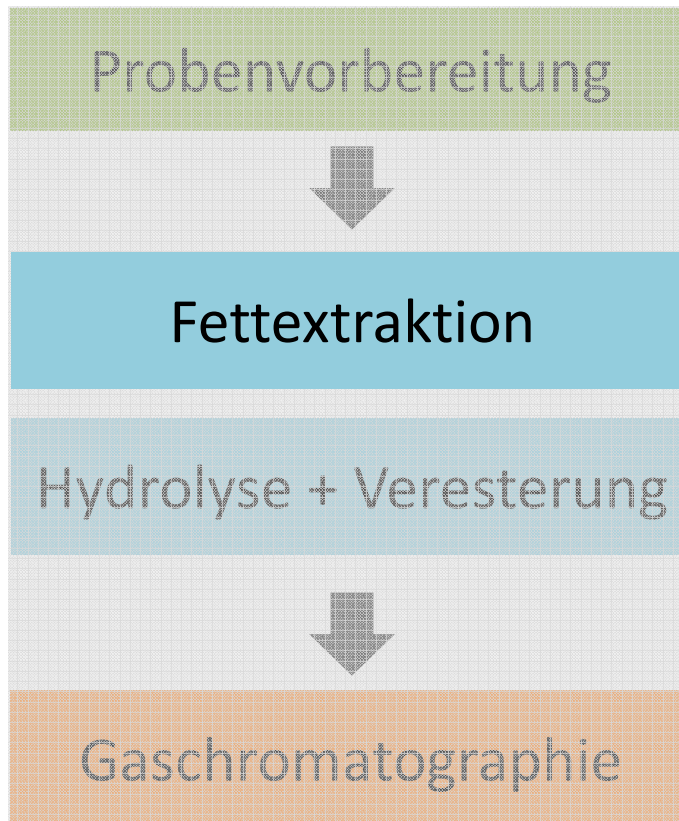 Probenvorbereitung
Fettextraktion
Hydrolyse + Veresterung
Gaschromatographie